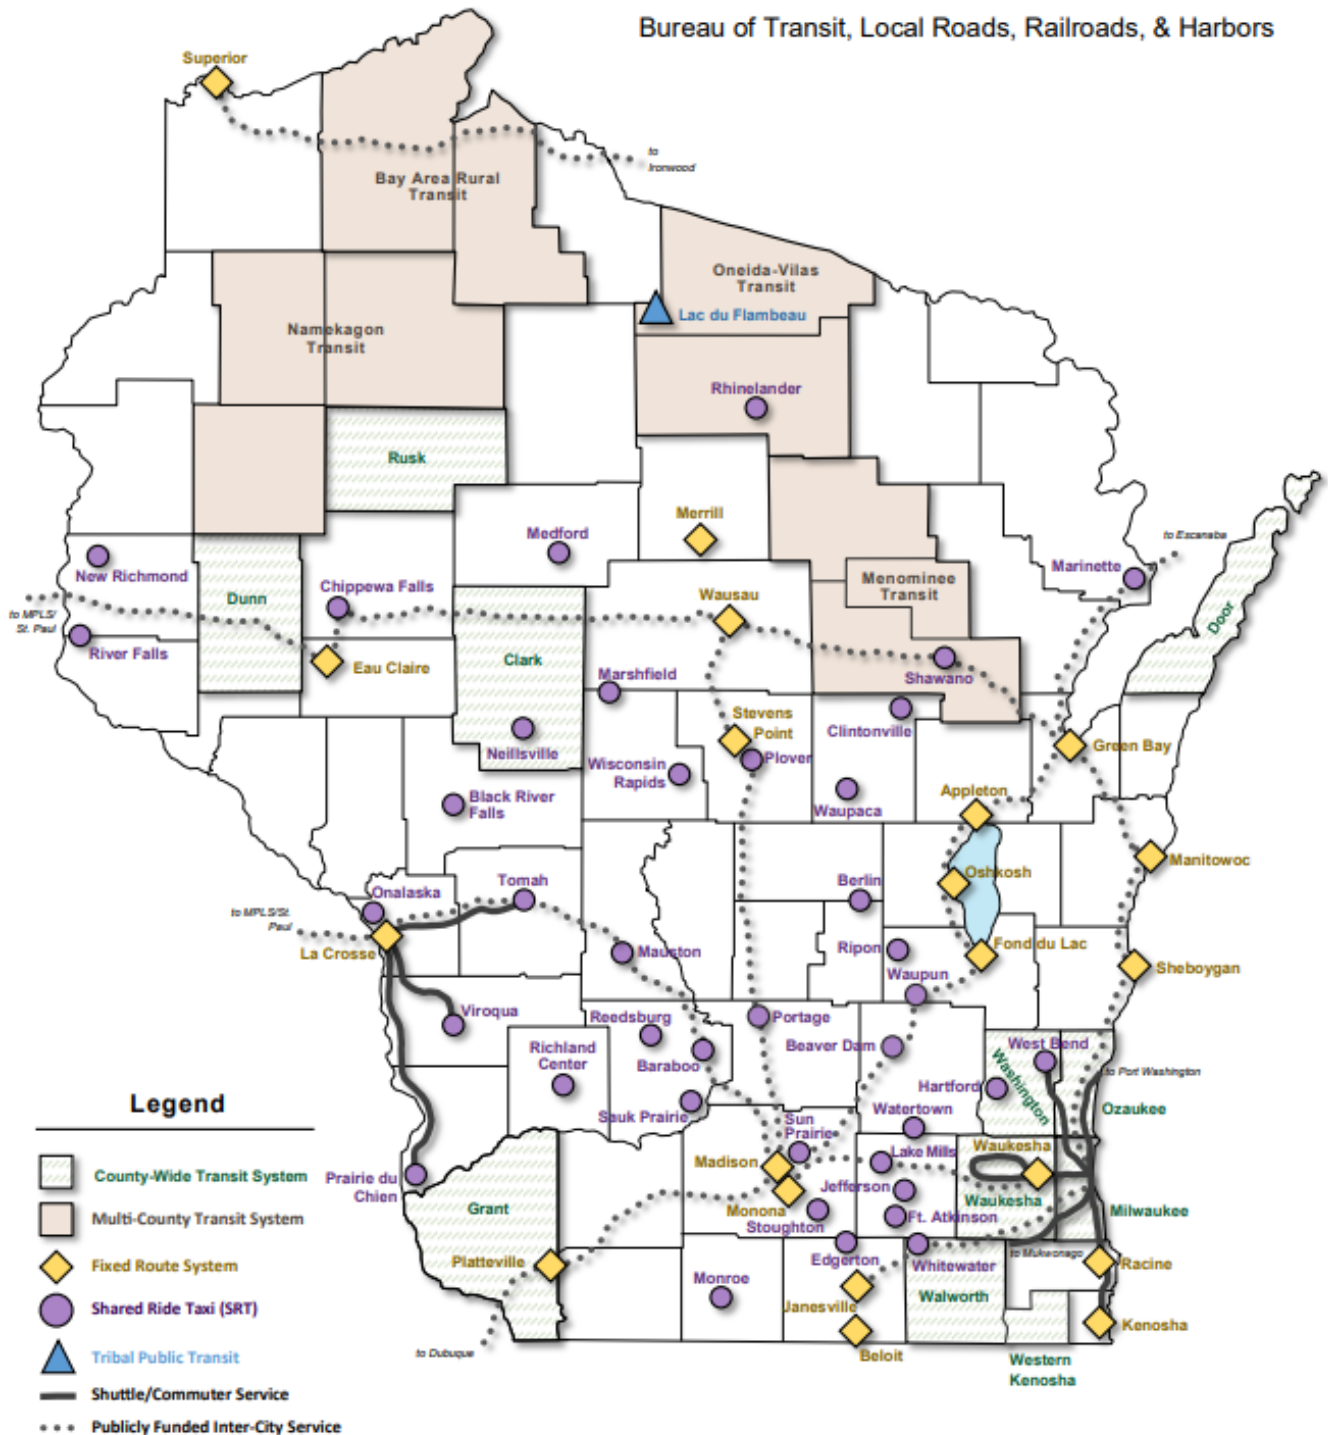 Bureau of Transit, Local Roads, Railroads, & Harbors
Superior
to
Ironwood
Bay Area Rural
Transit
Oneida-Vilas
Transit
Lac du Flambeau
Namekagon
Transit
Rhinelander
Rusk
Merrill
Medford
to Escanaba
Marinette
New Richmond
Chippewa Falls
Menominee
Transit
Dunn
Wausau
to MPLS/
St. Paul
Door
River Falls
Eau Claire
Clark
Marshfield
Shawano
Stevens
Point
Clintonville
Neillsville
Green Bay
Wisconsin
Rapids
Plover
Black River
Falls
Waupaca
Appleton
Manitowoc
Oshkosh
Berlin
Tomah
Onalaska
to MPLS/St.
Paul
La Crosse
Mauston
Ripon
Fond du Lac
Waupun
Sheboygan
Viroqua
Reedsburg
Portage
Richland
Center
Baraboo
Beaver Dam
West Bend
Washington
to Port Washington
Hartford
Ozaukee
Sauk Prairie
Watertown
Sun
Prairie
Waukesha
Madison
Lake Mills
Prairie du
Chien
Jefferson
Waukesha
Grant
Monona
Ft. Atkinson
Milwaukee
Stoughton
Platteville
Edgerton
Whitewater
to Mukwonago
Racine
Monroe
Janesville
Walworth
Kenosha
to Dubuque
Beloit
Western
Kenosha
Legend
County-Wide Transit System
Multi-County Transit System
Fixed Route System
Shared Ride Taxi (SRT)
Tribal Public Transit
Shuttle/Commuter Service
Publicly Funded Inter-City Service